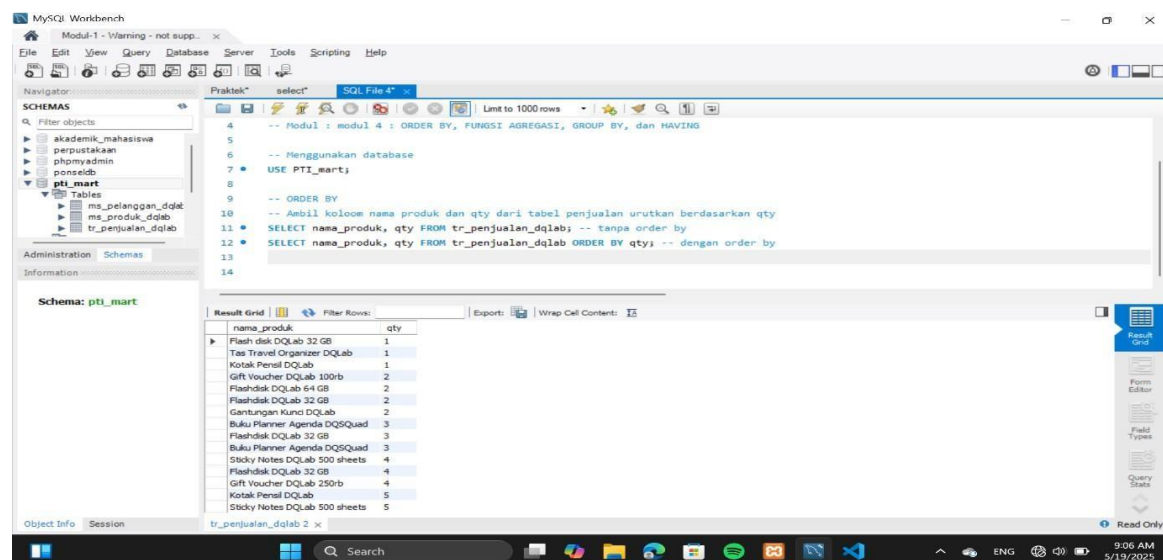 MySQL Workbench
Modul-1 - Warning - not supp..
File Edit View Query Database Server Tools Scripting Help
Navigator
Praktek* select* SQL File 4*
SCHEMAS
Limit to 1000 rows
Filter objects
4 -- Modul : modul 4 : ORDER BY, FUNGSI AGREGASI, GROUP BY, dan HAVING
akademik_mahasiswa
5
perpustakaan
6 -- Menggunakan database
phpmyadmin
7 USE PTI_mart;
ponseldb
8
pti_mart
Tables
9 -- ORDER BY
ms_pelanggan_dqlab
10 -- Ambil koloom nama produk dan qty dari tabel penjualan urutkan berdasarkan qty
ms_produk_dqlab
11 SELECT nama_produk, qty FROM tr_penjualan_dqlab; -- tanpa order by
tr_penjualan_dqlab
12 SELECT nama_produk, qty FROM tr_penjualan_dqlab ORDER BY qty; -- dengan order by
13
Administration Schemas
14
Information
Schema: pti_mart
Result Grid Filter Rows: Export: Wrap Cell Content:
nama_produk qty
Flash disk DQLab 32 GB 1
Tas Travel Organizer DQLab 1
Kotak Pensil DQLab 1
Gift Voucher DQLab 100rb 2
Flashdisk DQLab 64 GB 2
Flashdisk DQLab 32 GB 2
Gantungan Kunci DQLab 2
Buku Planner Agenda DQSQuad 3
Flashdisk DQLab 32 GB 3
Buku Planner Agenda DQSQuad 3
Sticky Notes DQLab 500 sheets 4
Flashdisk DQLab 32 GB 4
Gift Voucher DQLab 250rb 4
Kotak Pensil DQLab 5
Sticky Notes DQLab 500 sheets 5
Result Grid
Form Editor
Field Types
Query Stats
Object Info Session
tr_penjualan_dqlab 2
Read Only
Search
ENG
9:06 AM
5/19/2025